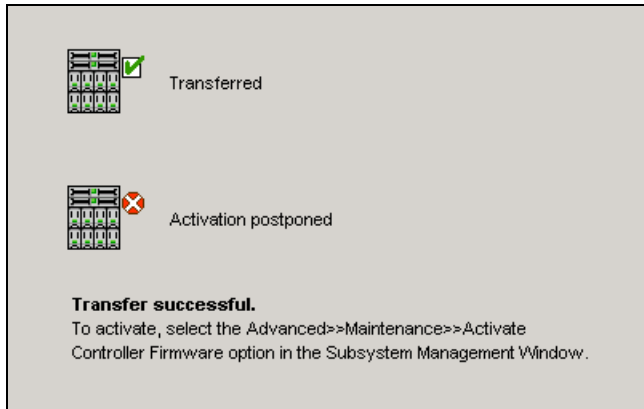 Transferred
Activation postponed
Transfer successful.
To activate, select the Advanced>>Maintenance>>Activate
Controller Firmware option in the Subsystem Management Window.